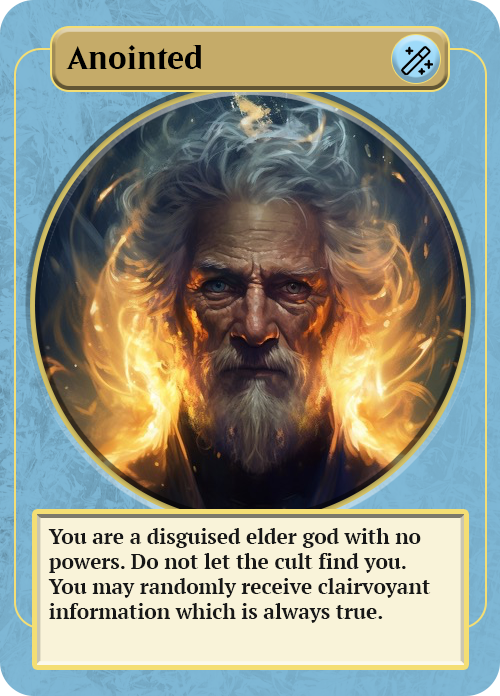 Anointed
You are a disguised elder god with no
powers. Do not let the cult find you.
You may randomly receive clairvoyant
information which is always true.